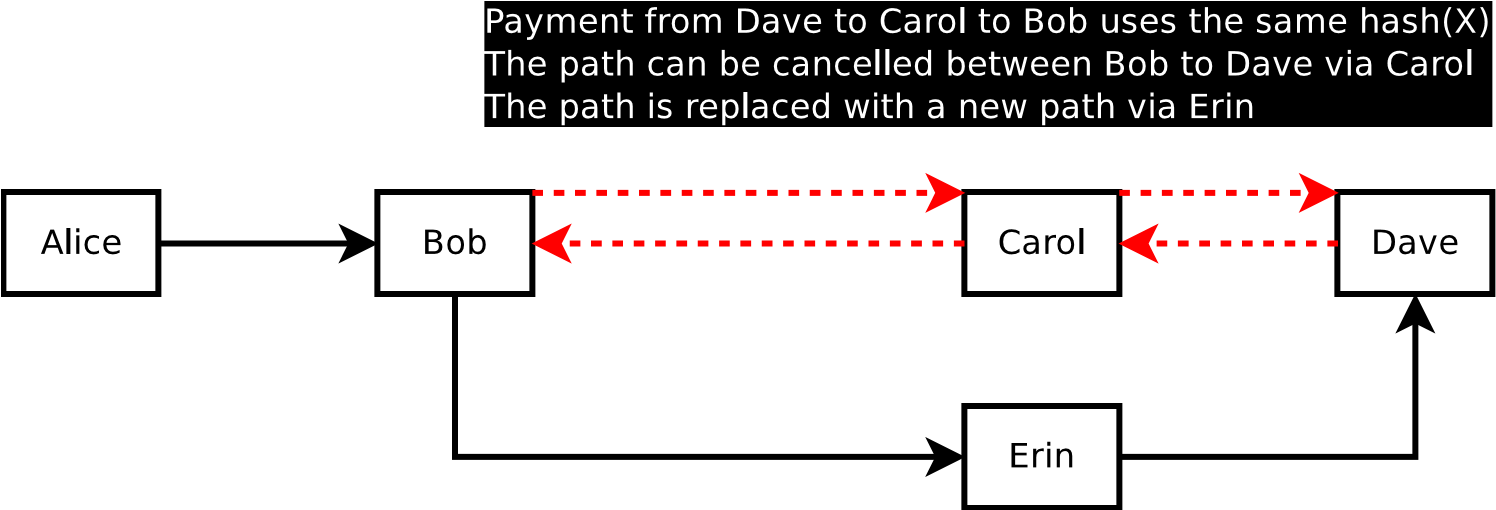 Payment from Dave to Carol to Bob uses the same hash(X)
The path can be cancelled between Bob to Dave via Carol
The path is replaced with a new path via Erin
Alice
Bob
Carol
Dave
Erin